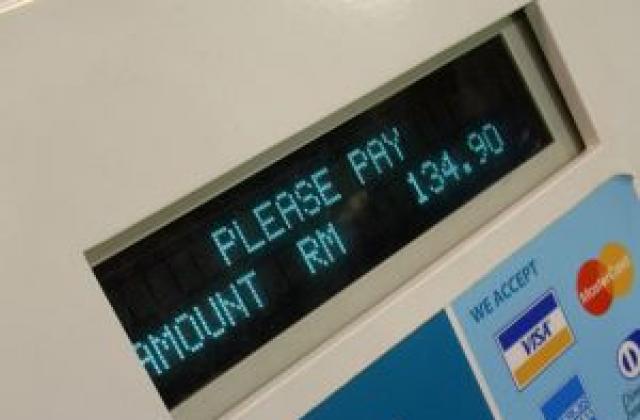 PLEASE PAY
AMOUNT RM 134.90
WE ACCEPT
VISA
MasterCard